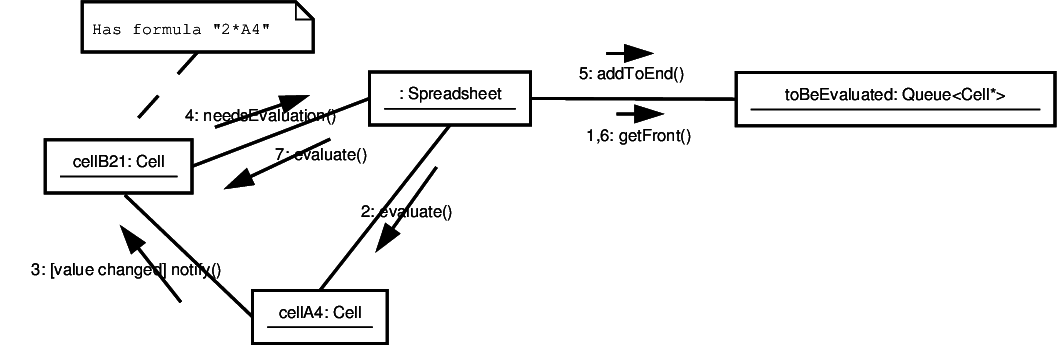 Has formula "2*A4"
5: addToEnd()
: Spreadsheet
toBeEvaluated: Queue<Cell*>
4: needsEvaluation()
1,6: getFront()
cellB21: Cell
7: evaluate()
2: evaluate()
3: [value changed] notify()
cellA4: Cell